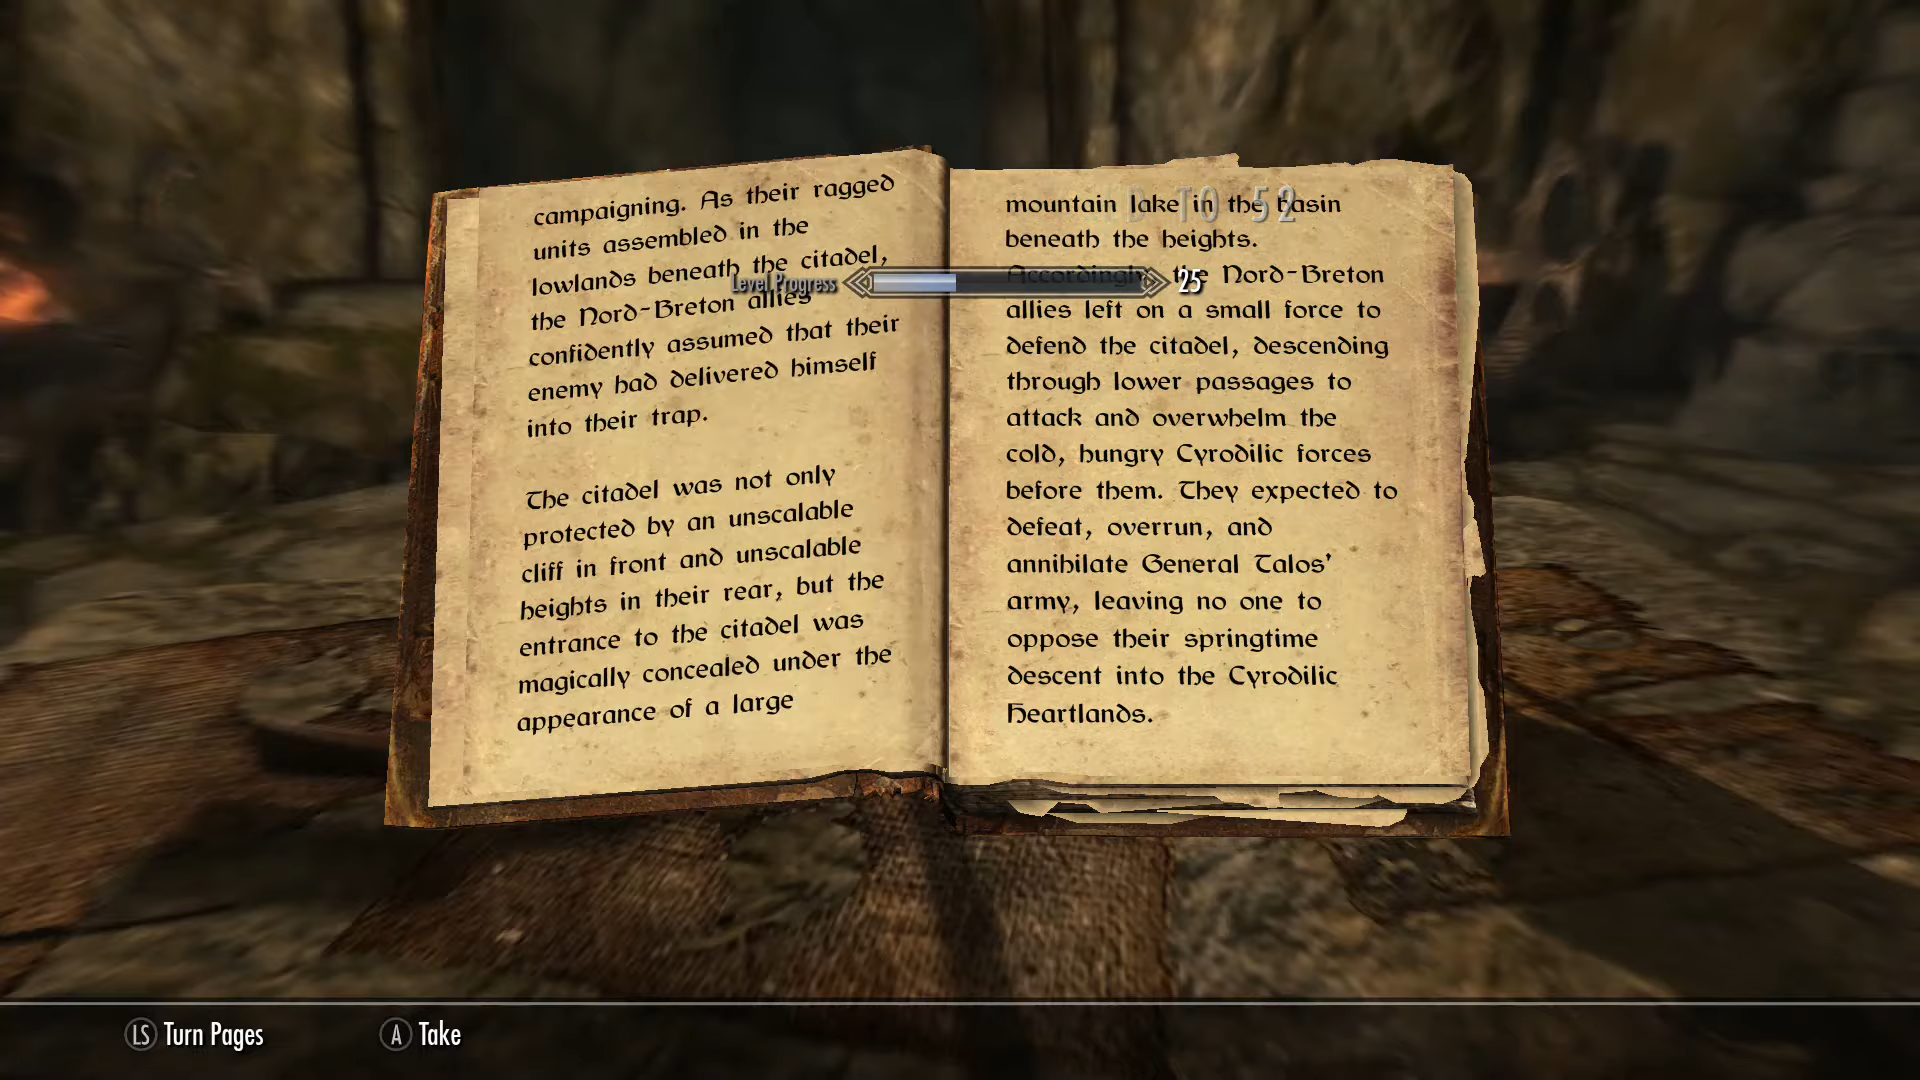 campaigning. As their ragged
units assembled in the
lowlands beneath the citadel,
the Nord-Breton allies
confidently assumed that their
enemy had delivered himself
into their trap.
The citadel was not only
protected by an unscalable
cliff in front and unscalable
heights in their rear, but the
entrance to the citadel was
magically concealed under the
appearance of a large
mountain lake in the basin
beneath the heights.
Accordingly the Nord-Breton
allies left on a small force to
defend the citadel, descending
through lower passages to
attack and overwhelm the
cold, hungry Cyrodilic forces
before them. They expected to
defeat, overrun, and
annihilate General Talos'
army, leaving no one to
oppose their springtime
descent into the Cyrodilic
Heartlands.
TO 52
Level Progress 25
LS Turn Pages
A Take